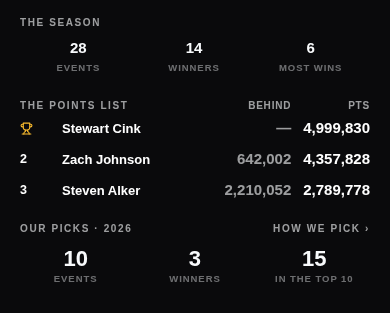 THE SEASON
28 14 6
EVENTS WINNERS MOST WINS
THE POINTS LIST BEHIND PTS
Stewart Cink — 4,999,830
2 Zach Johnson 642,002 4,357,828
3 Steven Alker 2,210,052 2,789,778
OUR PICKS · 2026 HOW WE PICK ›
10 3 15
EVENTS WINNERS IN THE TOP 10